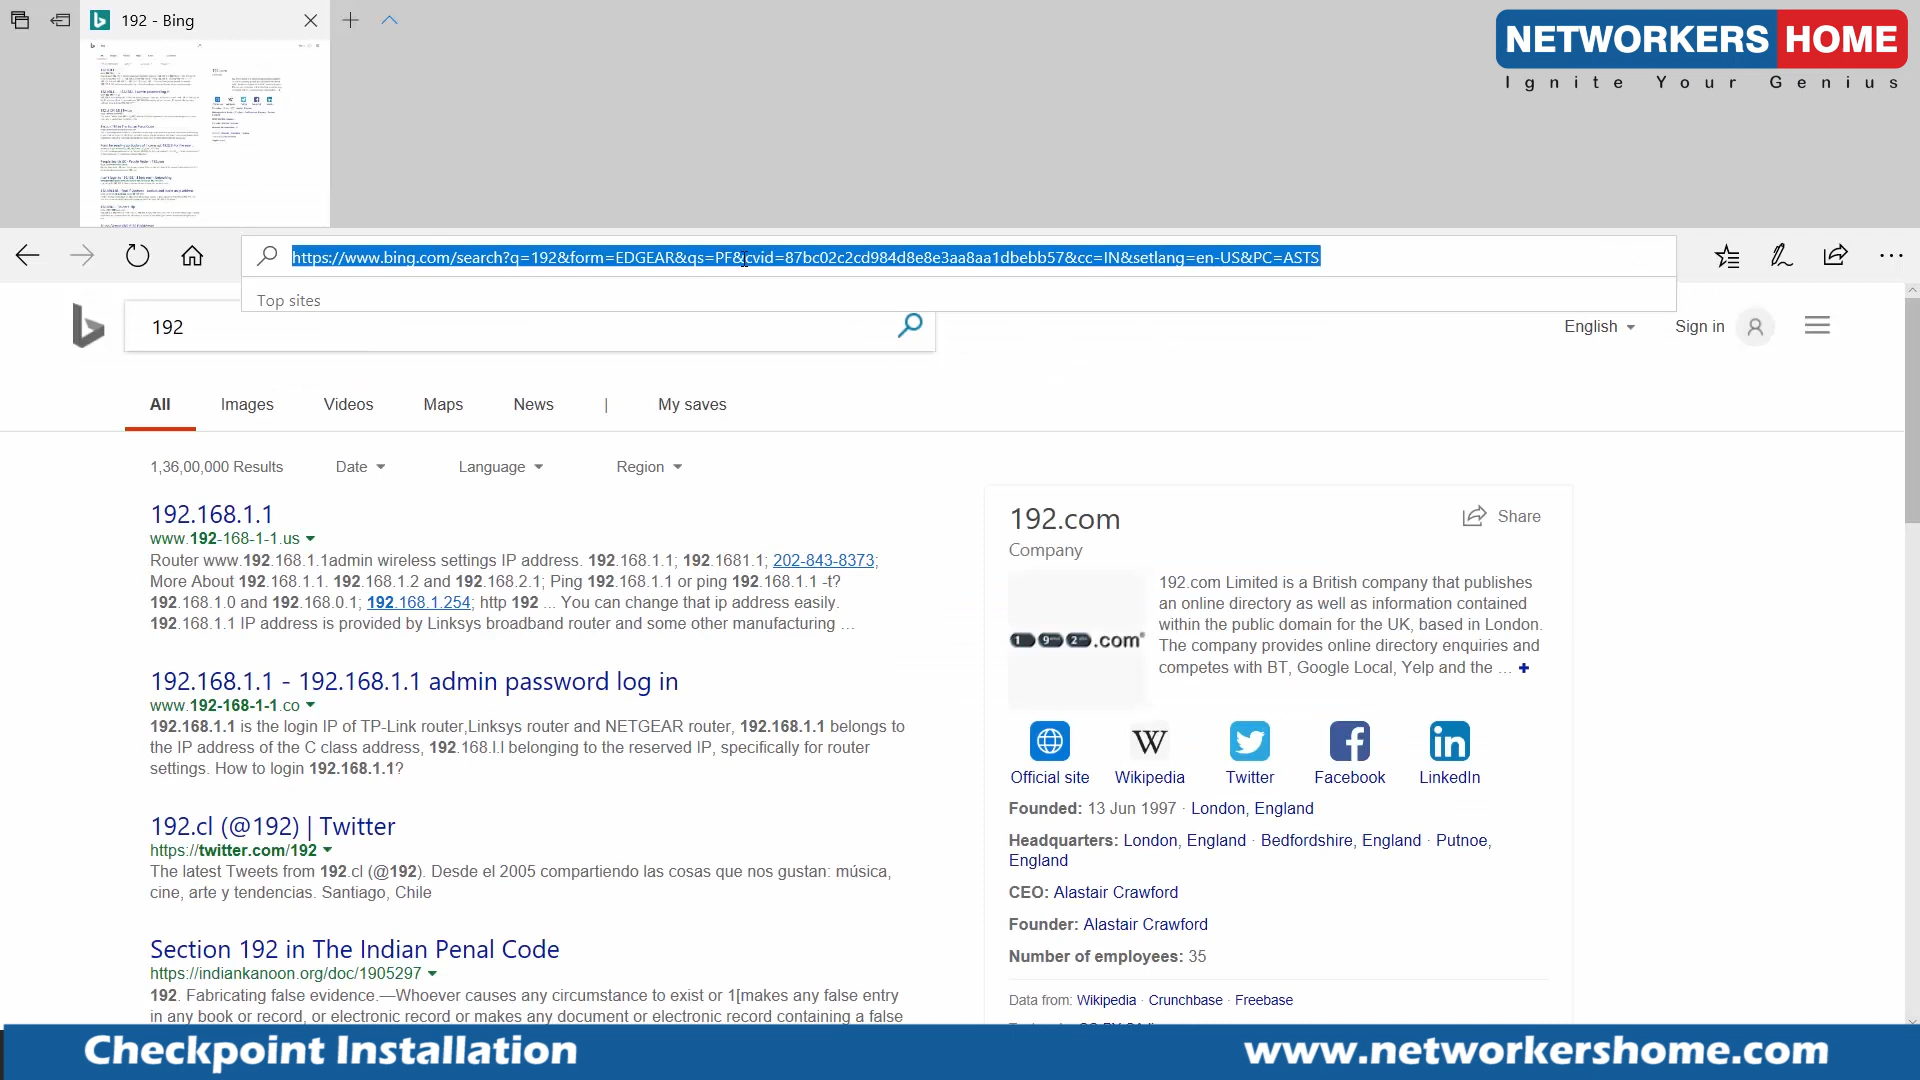 192 - Bing
NETWORKERS HOME
Ignite Your Genius
https://www.bing.com/search?q=192&form=EDGEAR&qs=PF&cvid=87bc02c2cd984d8e8e3aa8aa1dbebb57&cc=IN&setlang=en-US&PC=ASTS
Top sites
192
English
Sign in
All Images Videos Maps News | My saves
1,36,00,000 Results Date Language Region
192.168.1.1
www.192-168-1-1.us
Router www.192.168.1.1admin wireless settings IP address. 192.168.1.1; 192.1681.1; 202-843-8373;
More About 192.168.1.1. 192.168.1.2 and 192.168.2.1; Ping 192.168.1.1 or ping 192.168.1.1 -t?
192.168.1.0 and 192.168.0.1; 192.168.1.254; http 192 ... You can change that ip address easily.
192.168.1.1 IP address is provided by Linksys broadband router and some other manufacturing ...
192.168.1.1 - 192.168.1.1 admin password log in
www.192-168-1-1.co
192.168.1.1 is the login IP of TP-Link router,Linksys router and NETGEAR router, 192.168.1.1 belongs to
the IP address of the C class address, 192.168.I.I belonging to the reserved IP, specifically for router
settings. How to login 192.168.1.1?
192.cl (@192) | Twitter
https://twitter.com/192
The latest Tweets from 192.cl (@192). Desde el 2005 compartiendo las cosas que nos gustan: música,
cine, arte y tendencias. Santiago, Chile
Section 192 in The Indian Penal Code
https://indiankanoon.org/doc/1905297
192. Fabricating false evidence.—Whoever causes any circumstance to exist or 1[makes any false entry
in any book or record, or electronic record or makes any document or electronic record containing a false
192.com
Share
Company
192.com Limited is a British company that publishes
an online directory as well as information contained
within the public domain for the UK, based in London.
The company provides online directory enquiries and
competes with BT, Google Local, Yelp and the ... +
192.com
Official site Wikipedia Twitter Facebook LinkedIn
Founded: 13 Jun 1997 · London, England
Headquarters: London, England · Bedfordshire, England · Putnoe,
England
CEO: Alastair Crawford
Founder: Alastair Crawford
Number of employees: 35
Data from: Wikipedia · Crunchbase · Freebase
Checkpoint Installation
www.networkershome.com